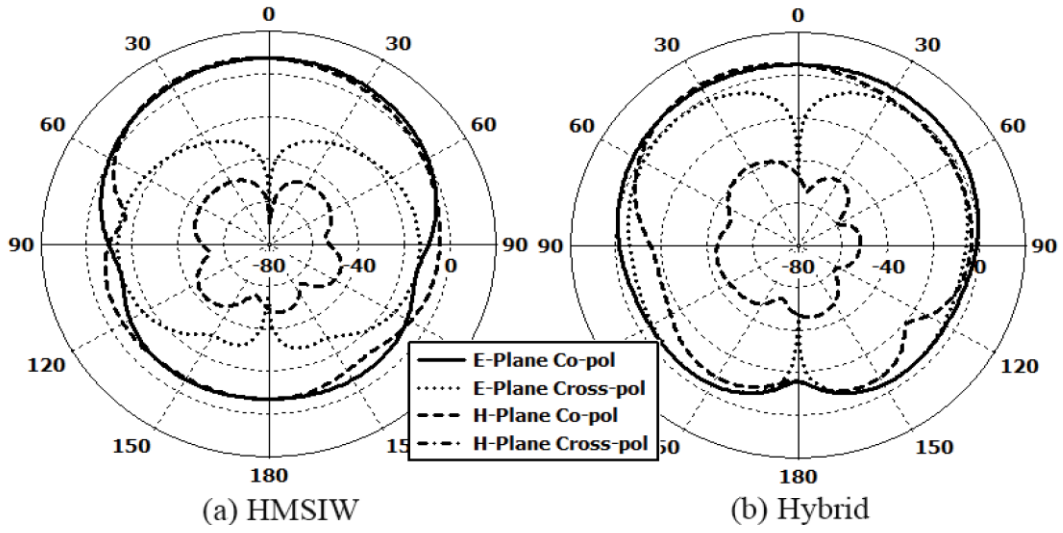 0 0
30 30 30 30
60 60 60 60
90 -80 -40 0 90 90 -80 -40 0 90
120 120
E-Plane Co-pol
E-Plane Cross-pol
H-Plane Co-pol
H-Plane Cross-pol
150 15 150
180 180
(a) HMSIW (b) Hybrid